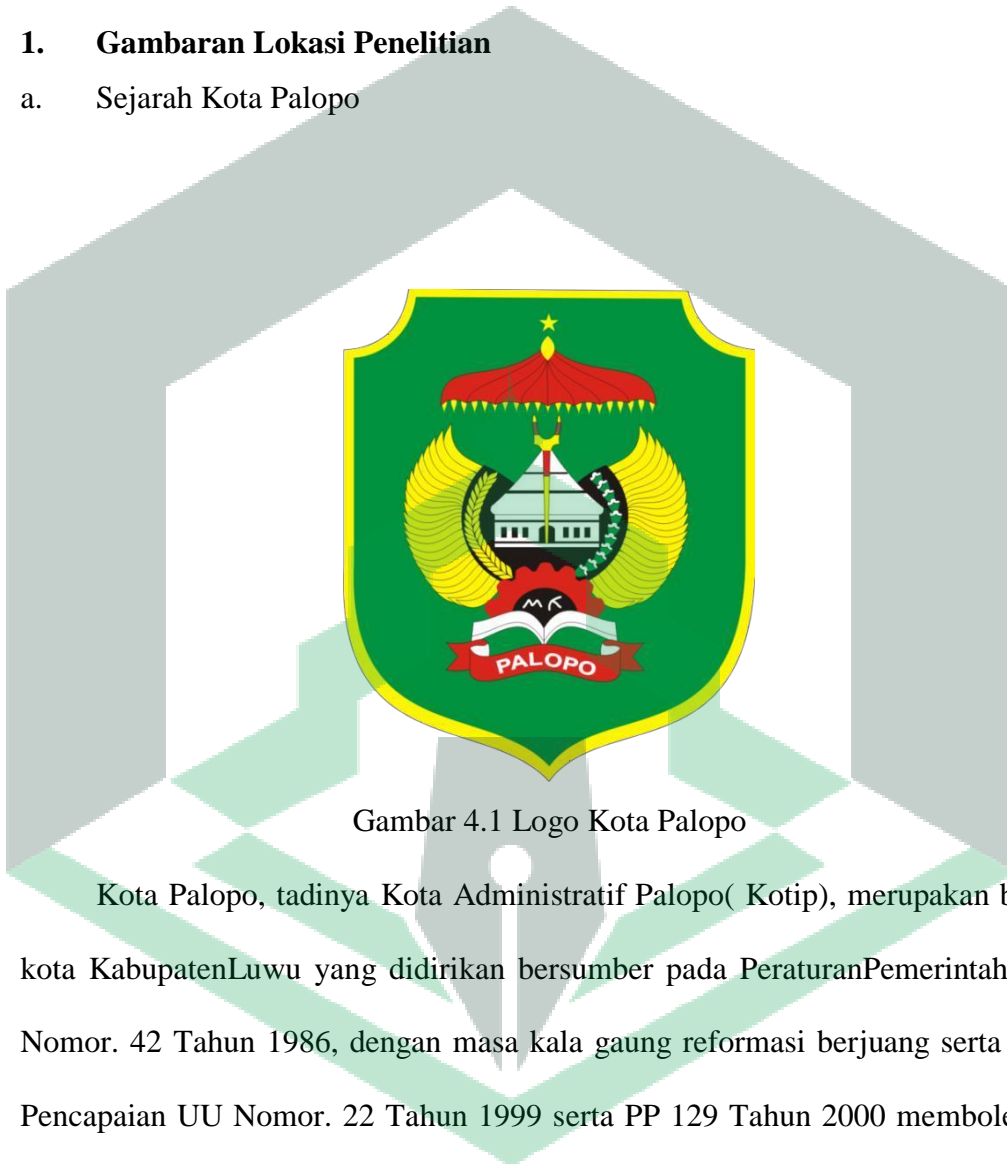 1. Gambaran Lokasi Penelitian
a. Sejarah Kota Palopo
MK
PALOPO
Gambar 4.1 Logo Kota Palopo
Kota Palopo, tadinya Kota Administratif Palopo( Kotip), merupakan
kota KabupatenLuwu yang didirikan bersumber pada PeraturanPemerintah
Nomor. 42 Tahun 1986, dengan masa kala gaung reformasi berjuang serta
Pencapaian UU Nomor. 22 Tahun 1999 serta PP 129 Tahun 2000